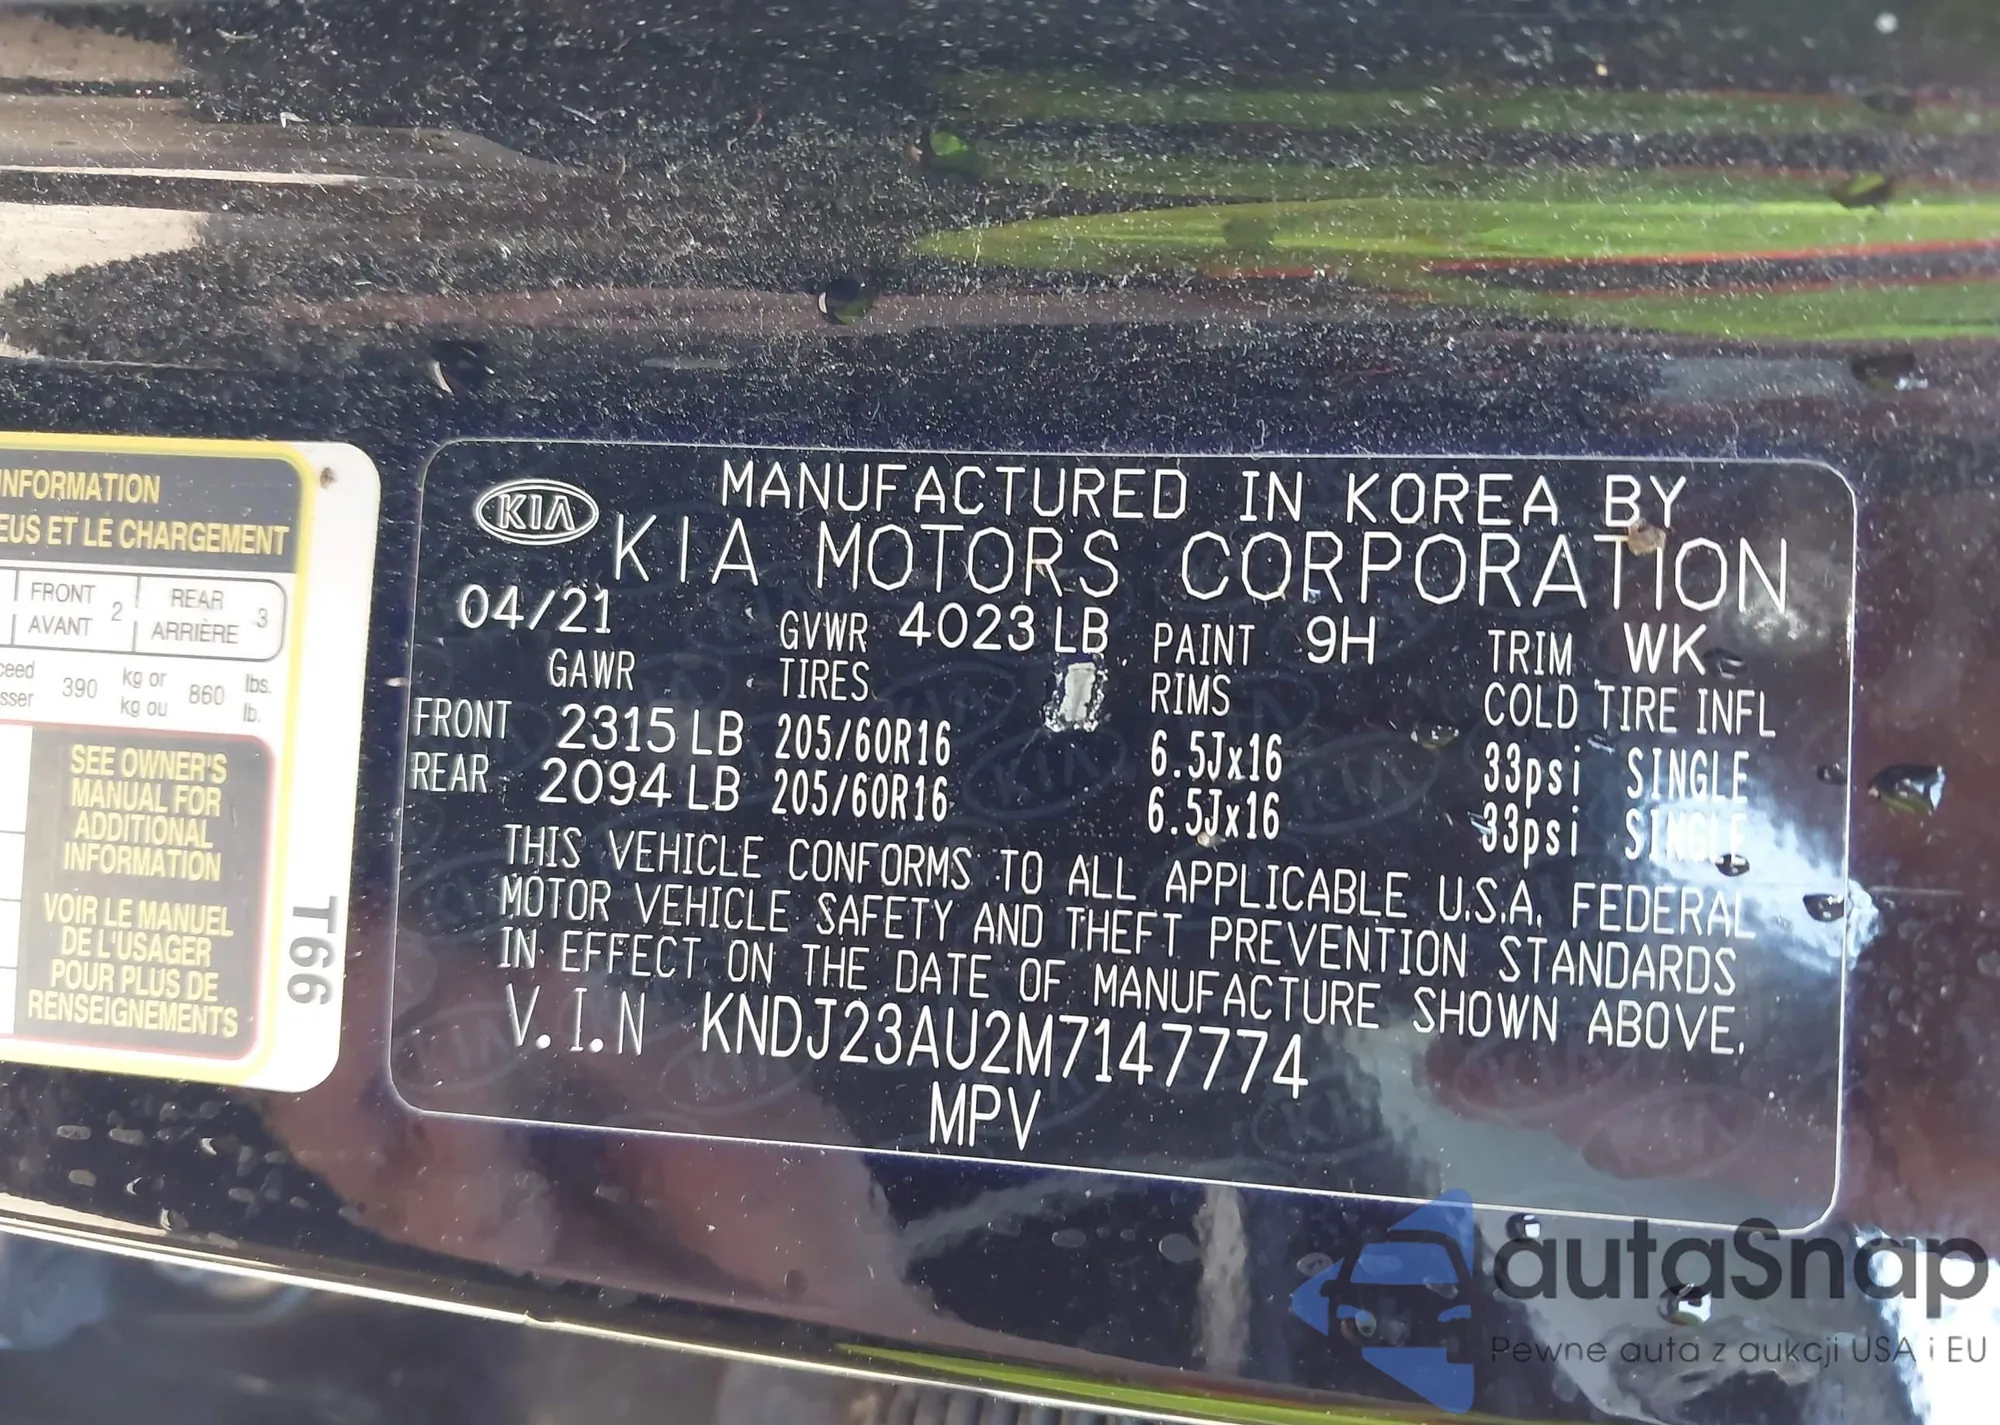 INFORMATION
EUS ET LE CHARGEMENT
FRONT 2 REAR 3
AVANT ARRIÈRE
ceed 390 kg or 860 lbs.
sser kg ou lb.
SEE OWNER'S
MANUAL FOR
ADDITIONAL
INFORMATION
VOIR LE MANUEL
DE L'USAGER
POUR PLUS DE
RENSEIGNEMENTS
T66
KIA
MANUFACTURED IN KOREA BY
KIA MOTORS CORPORATION
04/21 GVWR 4023 LB PAINT 9H TRIM WK
GAWR TIRES RIMS COLD TIRE INFL
FRONT 2315 LB 205/60R16 6.5Jx16 33psi SINGLE
REAR 2094 LB 205/60R16 6.5Jx16 33psi SINGLE
THIS VEHICLE CONFORMS TO ALL APPLICABLE U.S.A. FEDERAL
MOTOR VEHICLE SAFETY AND THEFT PREVENTION STANDARDS
IN EFFECT ON THE DATE OF MANUFACTURE SHOWN ABOVE.
V.I.N KNDJ23AU2M7147774
MPV
autaSnap
Pewne auta z aukcji USA i EU